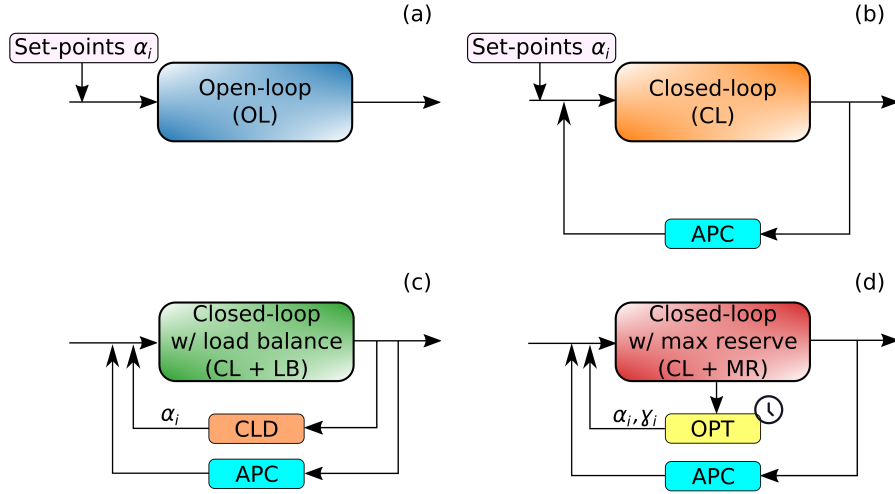 (a)
Set-points αᵢ
Open-loop
(OL)
(b)
Set-points αᵢ
Closed-loop
(CL)
APC
(c)
Closed-loop
w/ load balance
(CL + LB)
αᵢ
CLD
APC
(d)
Closed-loop
w/ max reserve
(CL + MR)
αᵢ,γᵢ
OPT
APC